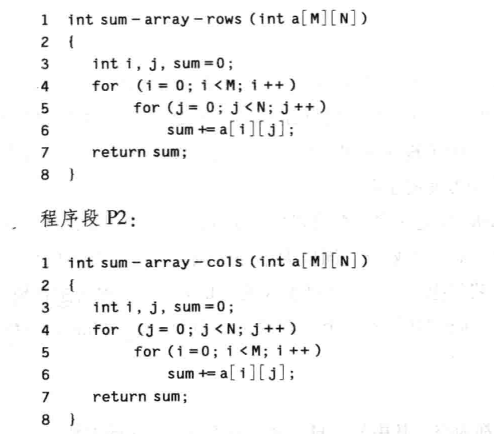 1 int sum-array-rows (int a[M][N])
2 {
3 int i, j, sum=0;
4 for (i = 0; i<M; i++)
5 for (j = 0; j<N; j++)
6 sum += a[i][j];
7 return sum;
8 }
程序段 P2:
1 int sum-array-cols (int a[M][N])
2 {
3 int i, j, sum=0;
4 for (j = 0; j<N; j++)
5 for (i=0; i<M; i++)
6 sum += a[i][j];
7 return sum;
8 }